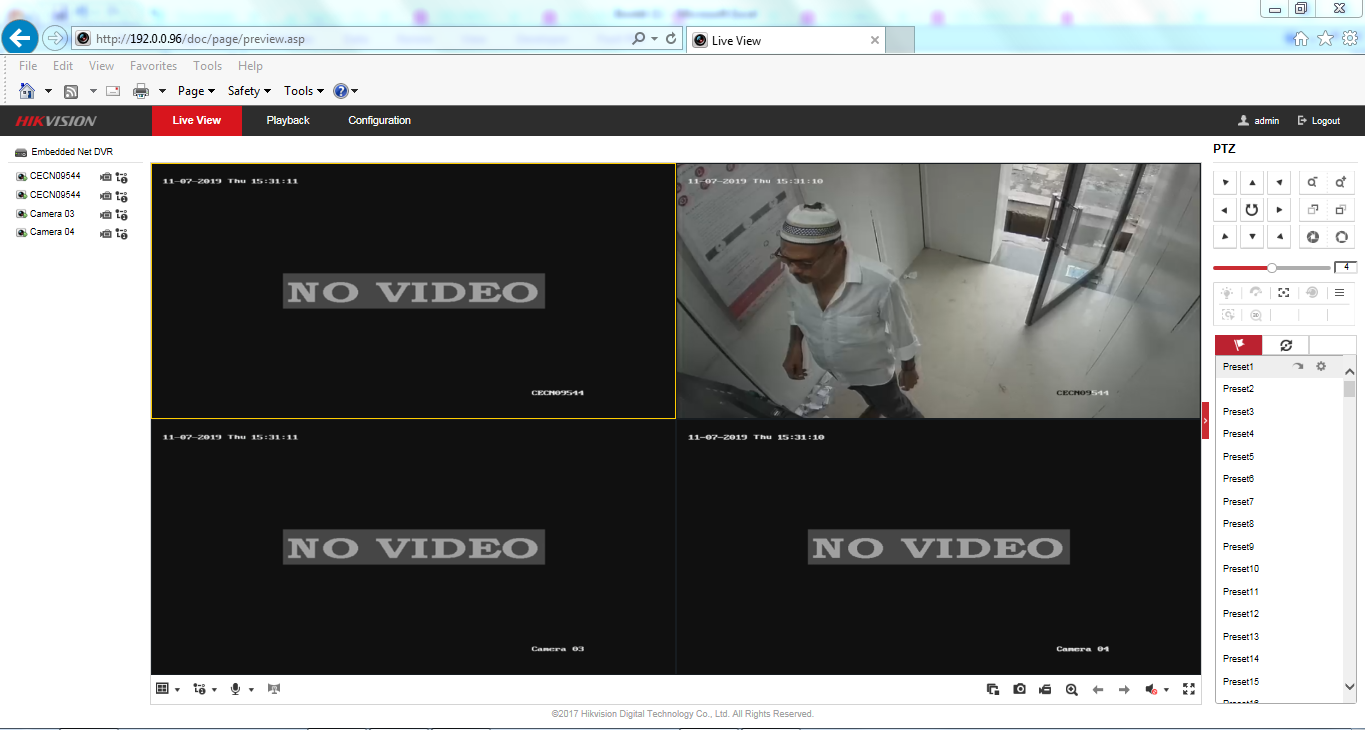 http://192.0.0.96/doc/page/preview.asp
Live View
File Edit View Favorites Tools Help
Page Safety Tools
HIKVISION
Live View Playback Configuration
admin Logout
Embedded Net DVR
CECN09544
CECN09544
Camera 03
Camera 04
11-07-2019 Thu 15:31:11
NO VIDEO
CECN09544
11-07-2019 Thu 15:31:10
CECN09544
11-07-2019 Thu 15:31:11
NO VIDEO
Camera 03
11-07-2019 Thu 15:31:10
NO VIDEO
Camera 04
PTZ
4
3D
Preset1
Preset2
Preset3
Preset4
Preset5
Preset6
Preset7
Preset8
Preset9
Preset10
Preset11
Preset12
Preset13
Preset14
Preset15
Preset16
©2017 Hikvision Digital Technology Co., Ltd. All Rights Reserved.